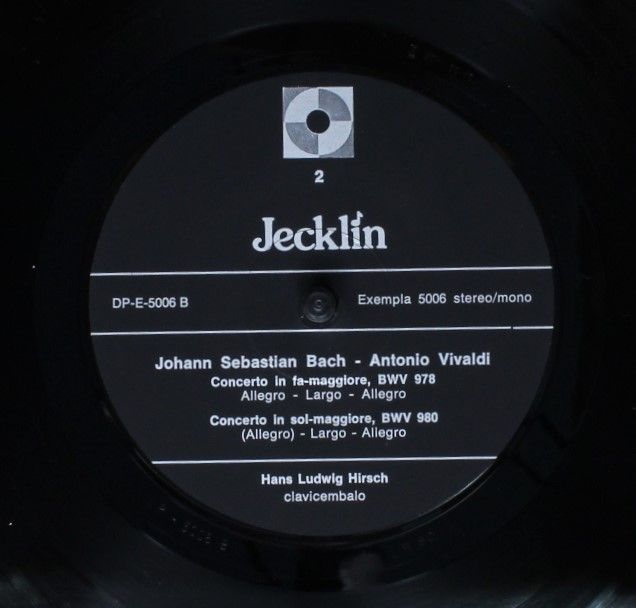 2
Jecklin
DP-E-5006 B
Exempla 5006 stereo/mono
Johann Sebastian Bach - Antonio Vivaldi
Concerto in fa-maggiore, BWV 978
Allegro - Largo - Allegro
Concerto in sol-maggiore, BWV 980
(Allegro) - Largo - Allegro
Hans Ludwig Hirsch
clavicembalo